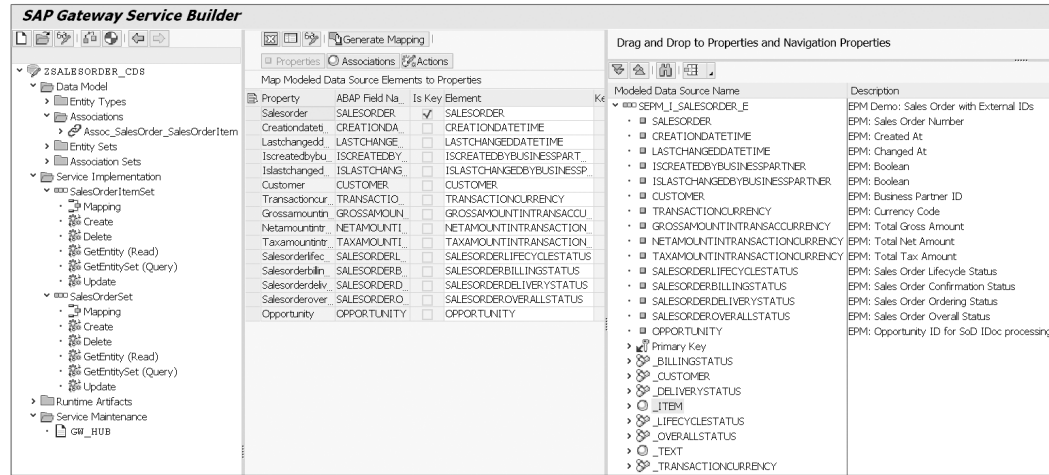 SAP Gateway Service Builder
Generate Mapping
Properties Associations Actions
Map Modeled Data Source Elements to Properties
Drag and Drop to Properties and Navigation Properties
ZSALESORDER_CDS
Data Model
Entity Types
Associations
Assoc_SalesOrder_SalesOrderItem
Entity Sets
Association Sets
Service Implementation
SalesOrderItemSet
Mapping
Create
Delete
GetEntity (Read)
GetEntitySet (Query)
Update
SalesOrderSet
Mapping
Create
Delete
GetEntity (Read)
GetEntitySet (Query)
Update
Runtime Artifacts
Service Maintenance
GW_HUB
Property ABAP Field Na... Is Key Element Ke
Salesorder SALESORDER SALESORDER
Creationdateti... CREATIONDA... CREATIONDATETIME
Lastchangedd... LASTCHANGE... LASTCHANGEDDATETIME
Iscreatedbybu... ISCREATEDBY... ISCREATEDBYBUSINESSPART...
Islastchanged... ISLASTCHANG... ISLASTCHANGEDBYBUSINESSP...
Customer CUSTOMER CUSTOMER
Transactioncur... TRANSACTIO... TRANSACTIONCURRENCY
Grossamountin... GROSSAMOUN... GROSSAMOUNTINTRANSACCU...
Netamountintr... NETAMOUNTI... NETAMOUNTINTRANSACTION...
Taxamountintr... TAXAMOUNTI... TAXAMOUNTINTRANSACTION...
Salesorderlifec... SALESORDERL... SALESORDERLIFECYCLESTATUS
Salesorderbillin... SALESORDERB... SALESORDERBILLINGSTATUS
Salesorderdeliv... SALESORDERD... SALESORDERDELIVERYSTATUS
Salesorderover... SALESORDERO... SALESORDEROVERALLSTATUS
Opportunity OPPORTUNITY OPPORTUNITY
Modeled Data Source Name Description
SEPM_I_SALESORDER_E EPM Demo: Sales Order with External IDs
SALESORDER EPM: Sales Order Number
CREATIONDATETIME EPM: Created At
LASTCHANGEDDATETIME EPM: Changed At
ISCREATEDBYBUSINESSPARTNER EPM: Boolean
ISLASTCHANGEDBYBUSINESSPARTNER EPM: Boolean
CUSTOMER EPM: Business Partner ID
TRANSACTIONCURRENCY EPM: Currency Code
GROSSAMOUNTINTRANSACCURRENCY EPM: Total Gross Amount
NETAMOUNTINTRANSACTIONCURRENCY EPM: Total Net Amount
TAXAMOUNTINTRANSACTIONCURRENCY EPM: Total Tax Amount
SALESORDERLIFECYCLESTATUS EPM: Sales Order Lifecycle Status
SALESORDERBILLINGSTATUS EPM: Sales Order Confirmation Status
SALESORDERDELIVERYSTATUS EPM: Sales Order Ordering Status
SALESORDEROVERALLSTATUS EPM: Sales Order Overall Status
OPPORTUNITY EPM: Opportunity ID for SoD IDoc processing
Primary Key
_BILLINGSTATUS
_CUSTOMER
_DELIVERYSTATUS
_ITEM
_LIFECYCLESTATUS
_OVERALLSTATUS
_TEXT
_TRANSACTIONCURRENCY